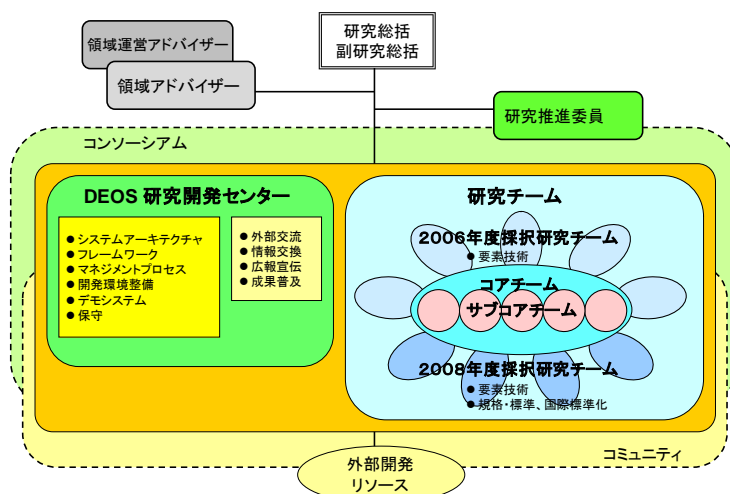 研究総括
副研究総括
領域運営アドバイザー
領域アドバイザー
研究推進委員
コンソーシアム
DEOS 研究開発センター
● システムアーキテクチャ
● フレームワーク
● マネジメントプロセス
● 開発環境整備
● デモシステム
● 保守
● 外部交流
● 情報交換
● 広報宣伝
● 成果普及
研究チーム
2006年度採択研究チーム
● 要素技術
コアチーム
サブコアチーム
2008年度採択研究チーム
● 要素技術
● 規格・標準、国際標準化
コミュニティ
外部開発
リソース